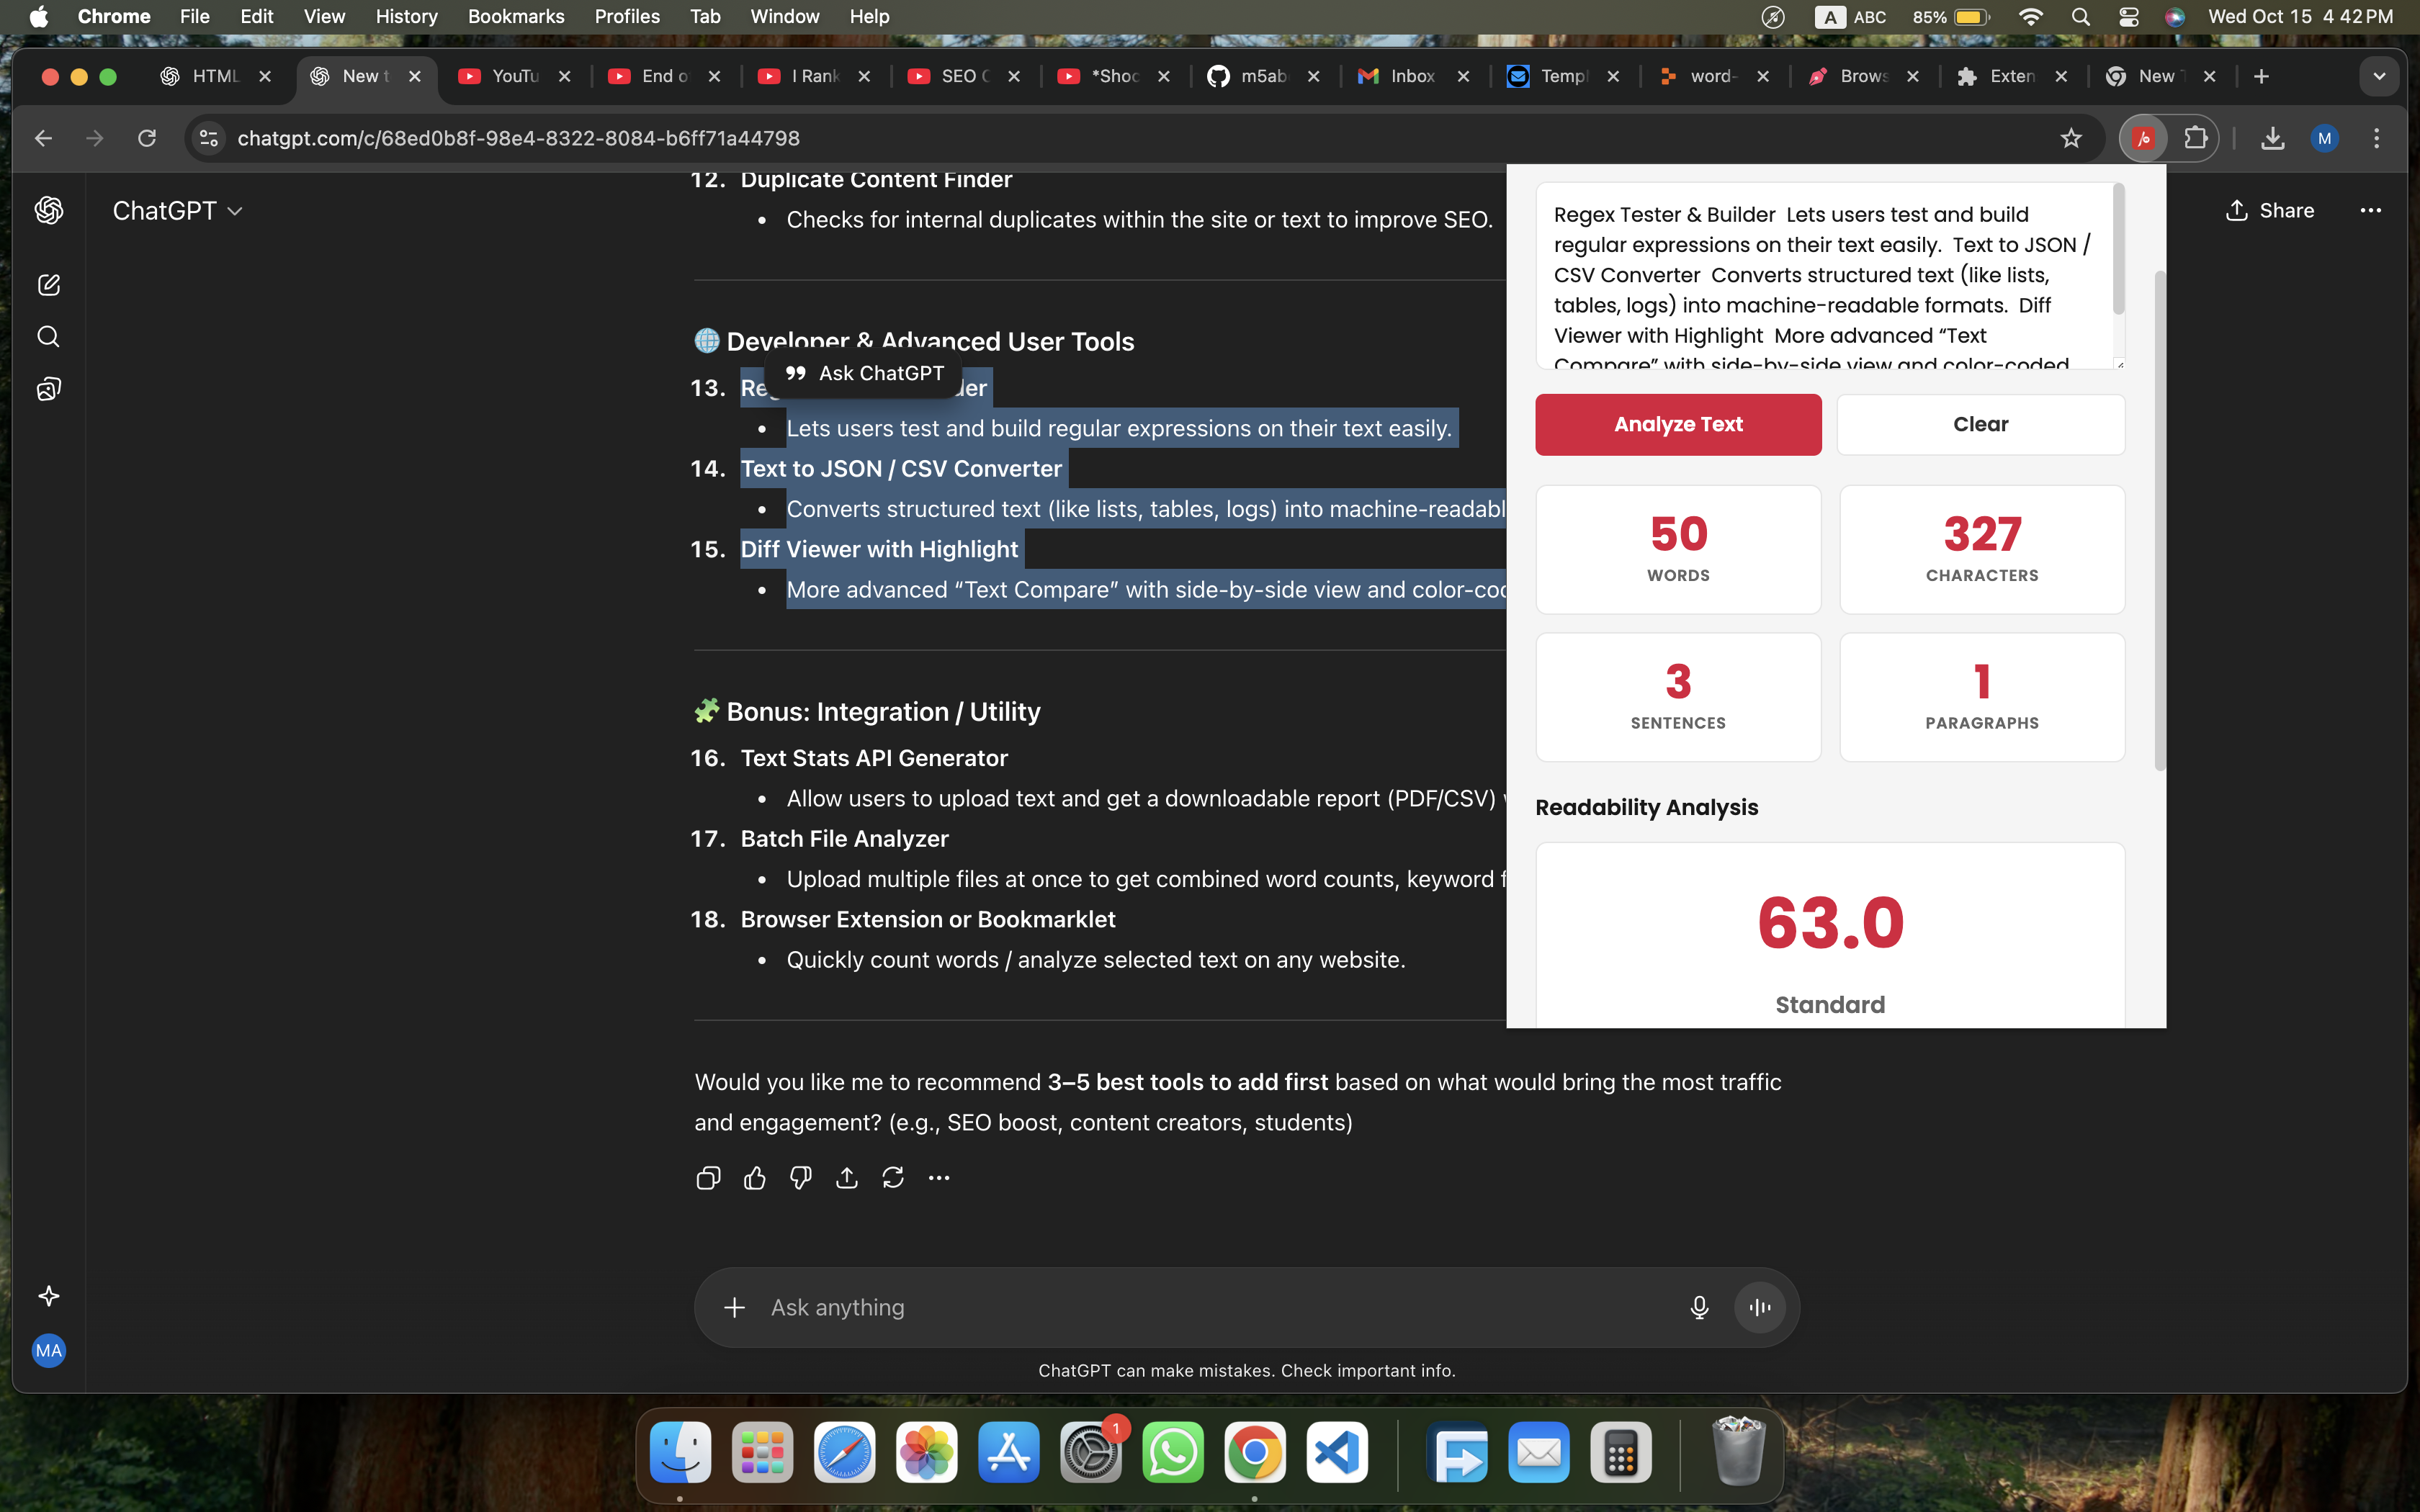 Chrome File Edit View History Bookmarks Profiles Tab Window Help
A ABC 85% Wed Oct 15 4 42 PM
HTML New t YouTu End o I Rank SEO C *Shoc m5ab Inbox Templ word- Brows Exten New T
chatgpt.com/c/68ed0b8f-98e4-8322-8084-b6ff71a44798
M
ChatGPT
Share
12. Duplicate Content Finder
• Checks for internal duplicates within the site or text to improve SEO.
Developer & Advanced User Tools
Ask ChatGPT
13.
• Lets users test and build regular expressions on their text easily.
14. Text to JSON / CSV Converter
• Converts structured text (like lists, tables, logs) into machine-readabl
15. Diff Viewer with Highlight
• More advanced “Text Compare” with side-by-side view and color-coc
Bonus: Integration / Utility
16. Text Stats API Generator
• Allow users to upload text and get a downloadable report (PDF/CSV)
17. Batch File Analyzer
• Upload multiple files at once to get combined word counts, keyword f
18. Browser Extension or Bookmarklet
• Quickly count words / analyze selected text on any website.
Would you like me to recommend 3–5 best tools to add first based on what would bring the most traffic
and engagement? (e.g., SEO boost, content creators, students)
Ask anything
ChatGPT can make mistakes. Check important info.
MA
Regex Tester & Builder Lets users test and build
regular expressions on their text easily. Text to JSON /
CSV Converter Converts structured text (like lists,
tables, logs) into machine-readable formats. Diff
Viewer with Highlight More advanced “Text
Compare” with side-by-side view and color-coded
Analyze Text
Clear
50
WORDS
327
CHARACTERS
3
SENTENCES
1
PARAGRAPHS
Readability Analysis
63.0
Standard
1